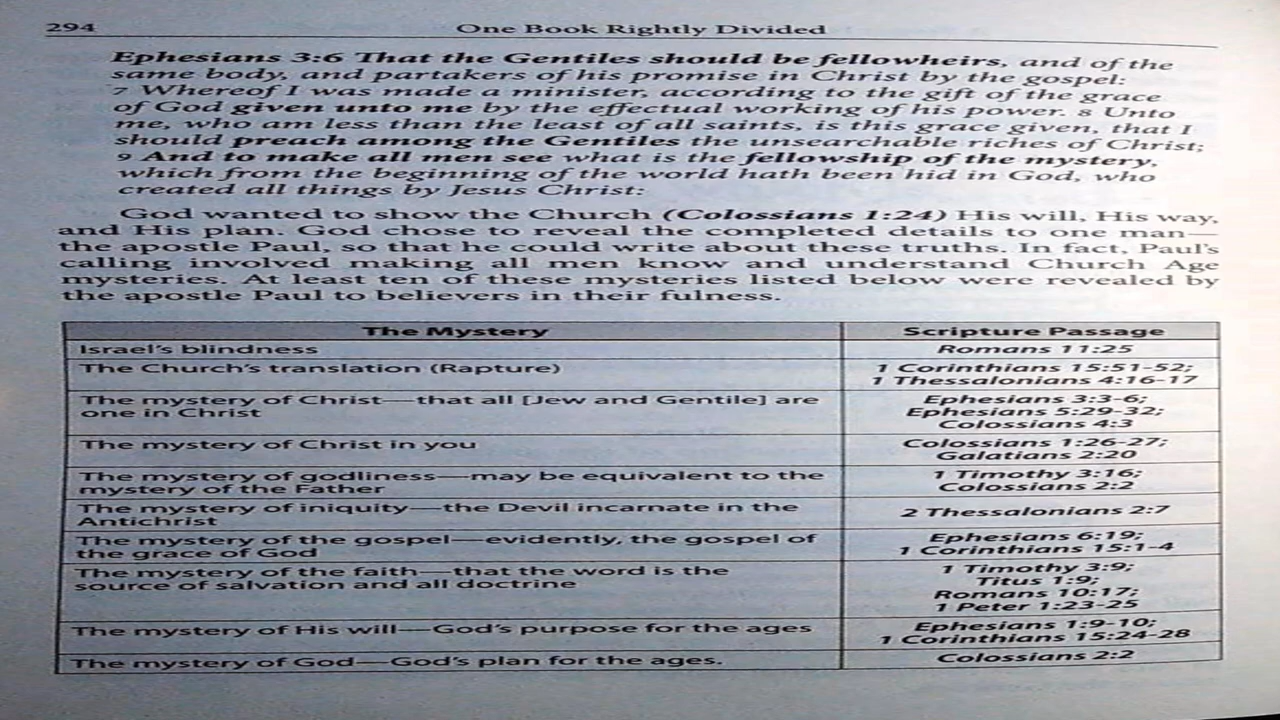 294
One Book Rightly Divided
Ephesians 3:6 That the Gentiles should be fellowheirs, and of the
same body, and partakers of his promise in Christ by the gospel:
7 Whereof I was made a minister, according to the gift of the grace
of God given unto me by the effectual working of his power. 8 Unto
me, who am less than the least of all saints, is this grace given, that I
should preach among the Gentiles the unsearchable riches of Christ;
9 And to make all men see what is the fellowship of the mystery,
which from the beginning of the world hath been hid in God, who
created all things by Jesus Christ:
God wanted to show the Church (Colossians 1:24) His will, His way,
and His plan. God chose to reveal the completed details to one man—
the apostle Paul, so that he could write about these truths. In fact, Paul's
calling involved making all men know and understand Church Age
mysteries. At least ten of these mysteries listed below were revealed by
the apostle Paul to believers in their fulness.
The Mystery
Scripture Passage
Israel's blindness
Romans 11:25
The Church's translation (Rapture)
1 Corinthians 15:51-52;
1 Thessalonians 4:16-17
The mystery of Christ—that all [Jew and Gentile] are
one in Christ
Ephesians 3:3-6;
Ephesians 5:29-32;
Colossians 4:3
The mystery of Christ in you
Colossians 1:26-27;
Galatians 2:20
The mystery of godliness—may be equivalent to the
mystery of the Father
1 Timothy 3:16;
Colossians 2:2
The mystery of iniquity—the Devil incarnate in the
Antichrist
2 Thessalonians 2:7
The mystery of the gospel—evidently, the gospel of
the grace of God
Ephesians 6:19;
1 Corinthians 15:1-4
The mystery of the faith—that the word is the
source of salvation and all doctrine
1 Timothy 3:9;
Titus 1:9;
Romans 10:17;
1 Peter 1:23-25
The mystery of His will—God's purpose for the ages
Ephesians 1:9-10;
1 Corinthians 15:24-28
The mystery of God—God's plan for the ages.
Colossians 2:2